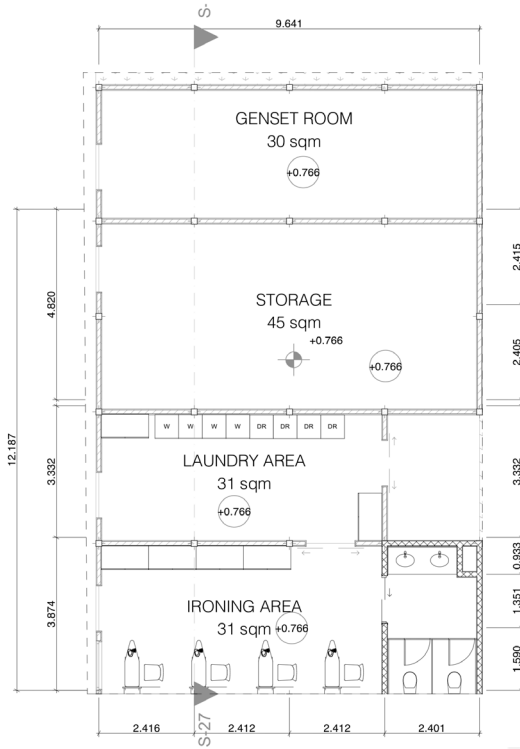 S-
9.641
GENSET ROOM
30 sqm
+0.766
STORAGE
45 sqm
+0.766
+0.766
4.820
2.415
2.405
12.187
W W W W DR DR DR DR
LAUNDRY AREA
31 sqm
+0.766
3.332
3.332
0.933
IRONING AREA
31 sqm +0.766
3.874
1.351
1.590
S-27
2.416 2.412 2.412 2.401